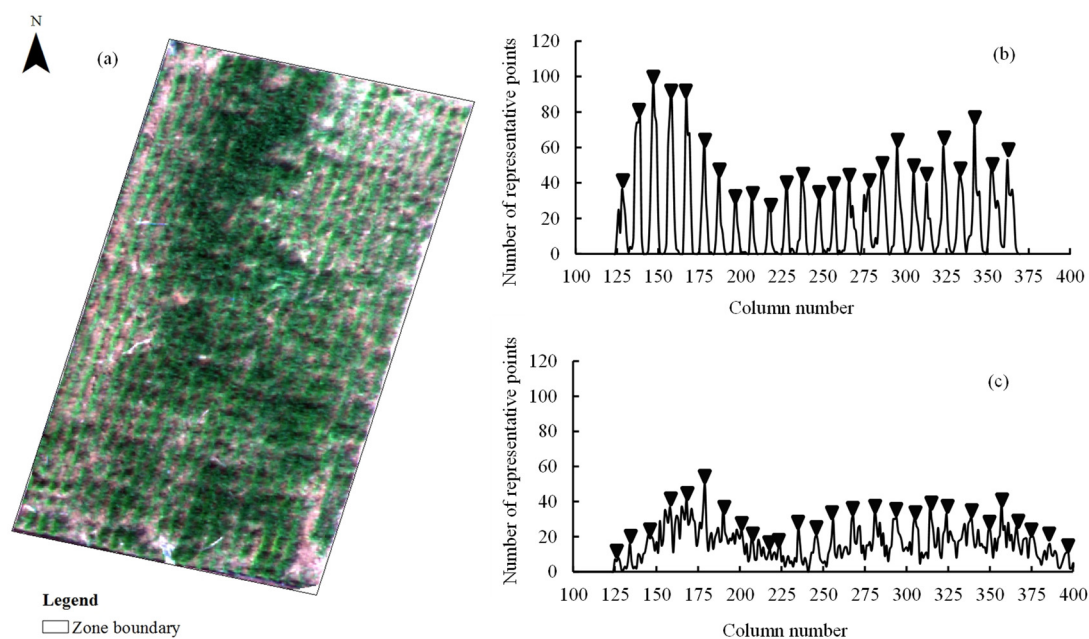 N
(a)
Legend
Zone boundary
Number of representative points
120
100
80
60
40
20
0
100 125 150 175 200 225 250 275 300 325 350 375 400
Column number
(b)
Number of representative points
120
100
80
60
40
20
0
100 125 150 175 200 225 250 275 300 325 350 375 400
Column number
(c)